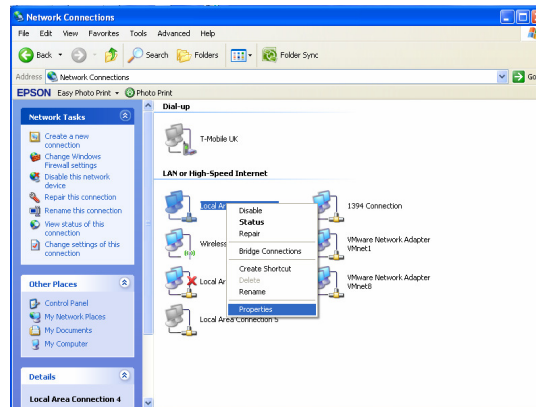 Network Connections
File Edit View Favorites Tools Advanced Help
Back Search Folders Folder Sync
Address Network Connections Go
EPSON Easy Photo Print Photo Print
Network Tasks
Create a new
connection
Change Windows
Firewall settings
Disable this network
device
Repair this connection
Rename this connection
View status of this
connection
Change settings of this
connection
Other Places
Control Panel
My Network Places
My Documents
My Computer
Details
Local Area Connection 4
Dial-up
T-Mobile UK
LAN or High-Speed Internet
Local Ar
1394 Connection
Wireless
VMware Network Adapter
VMnet1
Local Ar
VMware Network Adapter
VMnet8
Local Area Connection 5
Disable
Status
Repair
Bridge Connections
Create Shortcut
Delete
Rename
Properties